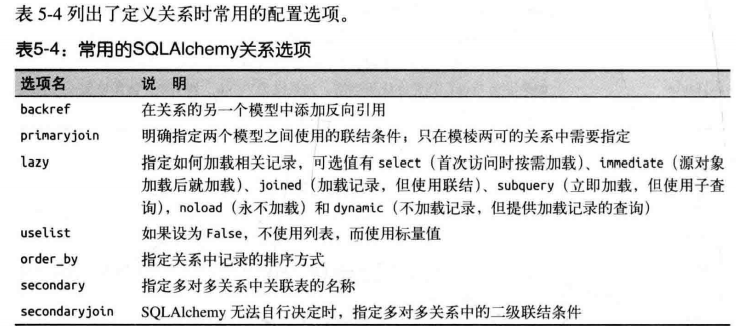 表 5-4 列出了定义关系时常用的配置选项。
表5-4：常用的SQLAlchemy关系选项
选项名 说 明
backref 在关系的另一个模型中添加反向引用
primaryjoin 明确指定两个模型之间使用的联结条件；只在模棱两可的关系中需要指定
lazy 指定如何加载相关记录，可选值有 select（首次访问时按需加载）、immediate（源对象
加载后就加载）、joined（加载记录，但使用联结）、subquery（立即加载，但使用子查
询），noload（永不加载）和 dynamic（不加载记录，但提供加载记录的查询）
uselist 如果设为 False，不使用列表，而使用标量值
order_by 指定关系中记录的排序方式
secondary 指定多对多关系中关联表的名称
secondaryjoin SQLAlchemy 无法自行决定时，指定多对多关系中的二级联结条件